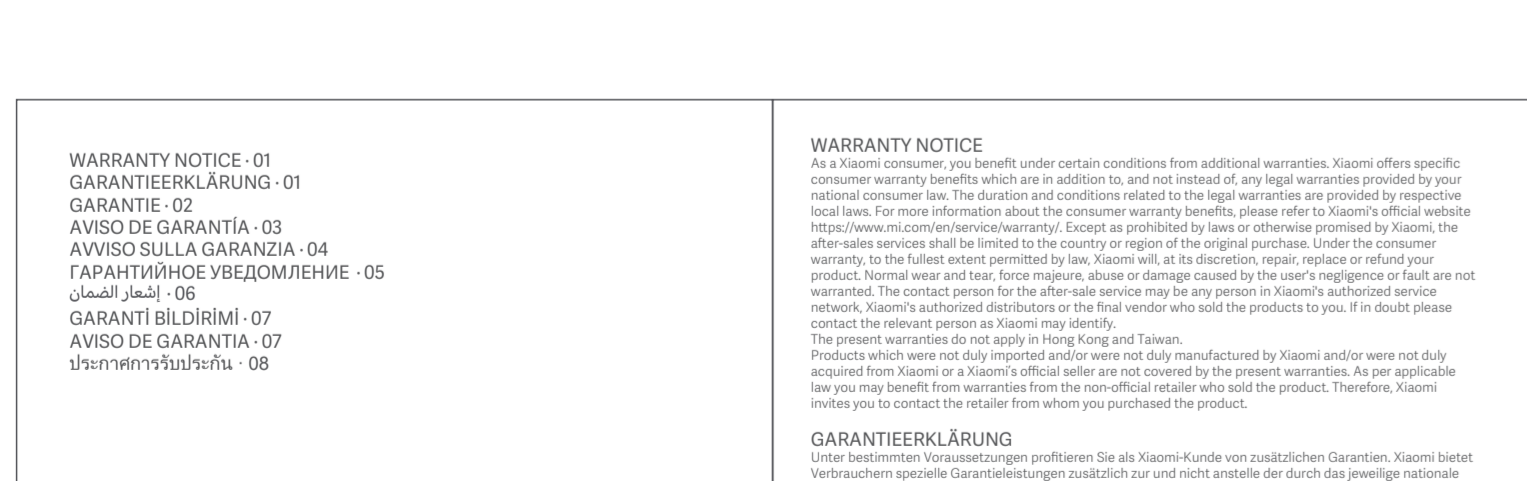 WARRANTY NOTICE · 01
GARANTIEERKLÄRUNG · 01
GARANTIE · 02
AVISO DE GARANTÍA · 03
AVVISO SULLA GARANZIA · 04
ГАРАНТИЙНОЕ УВЕДОМЛЕНИЕ · 05
إشعار الضمان · 06
GARANTİ BİLDİRİMİ · 07
AVISO DE GARANTIA · 07
ประกาศการรับประกัน · 08
WARRANTY NOTICE
As a Xiaomi consumer, you benefit under certain conditions from additional warranties. Xiaomi offers specific
consumer warranty benefits which are in addition to, and not instead of, any legal warranties provided by your
national consumer law. The duration and conditions related to the legal warranties are provided by respective
local laws. For more information about the consumer warranty benefits, please refer to Xiaomi's official website
https://www.mi.com/en/service/warranty/. Except as prohibited by laws or otherwise promised by Xiaomi, the
after-sales services shall be limited to the country or region of the original purchase. Under the consumer
warranty, to the fullest extent permitted by law, Xiaomi will, at its discretion, repair, replace or refund your
product. Normal wear and tear, force majeure, abuse or damage caused by the user's negligence or fault are not
warranted. The contact person for the after-sale service may be any person in Xiaomi's authorized service
network, Xiaomi's authorized distributors or the final vendor who sold the products to you. If in doubt please
contact the relevant person as Xiaomi may identify.
The present warranties do not apply in Hong Kong and Taiwan.
Products which were not duly imported and/or were not duly manufactured by Xiaomi and/or were not duly
acquired from Xiaomi or a Xiaomi's official seller are not covered by the present warranties. As per applicable
law you may benefit from warranties from the non-official retailer who sold the product. Therefore, Xiaomi
invites you to contact the retailer from whom you purchased the product.
GARANTIEERKLÄRUNG
Unter bestimmten Voraussetzungen profitieren Sie als Xiaomi-Kunde von zusätzlichen Garantien. Xiaomi bietet
Verbrauchern spezielle Garantieleistungen zusätzlich zur und nicht anstelle der durch das jeweilige nationale